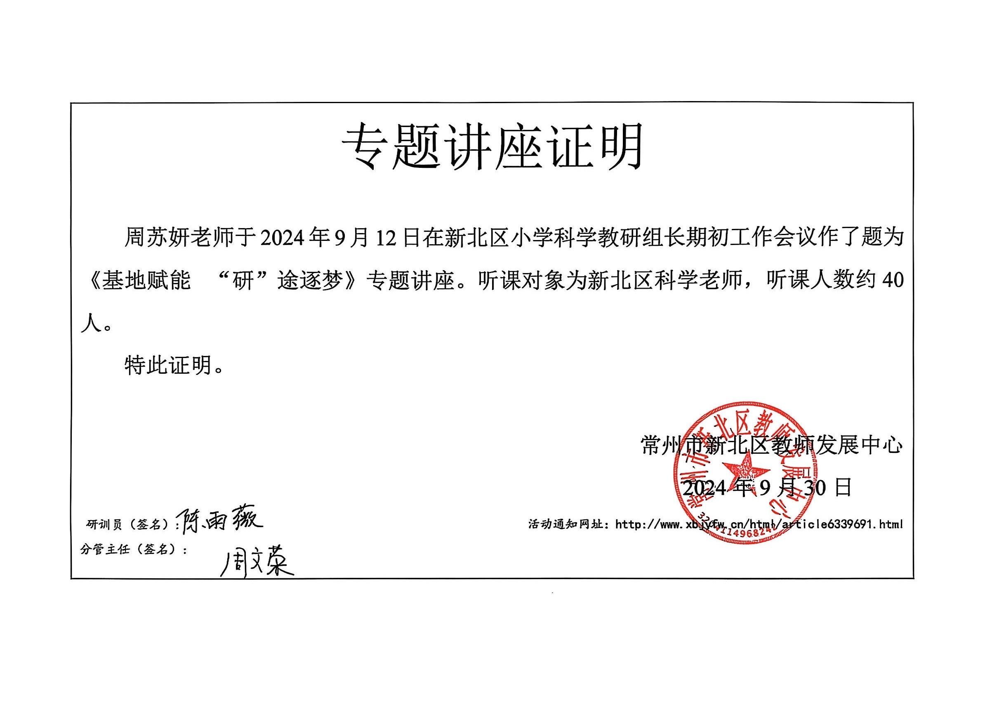 专题讲座证明
周苏妍老师于2024年9月12日在新北区小学科学教研组长期初工作会议作了题为
《基地赋能 “研”途逐梦》专题讲座。听课对象为新北区科学老师，听课人数约40
人。
特此证明。
常州市新北区教师发展中心
2024年9月30日
常州市新北区教师发展中心
研训员（签名）：陈雨薇
活动通知网址：http://www.xbjyfw.cn/html/article6339691.html
分管主任（签名）：周文荣